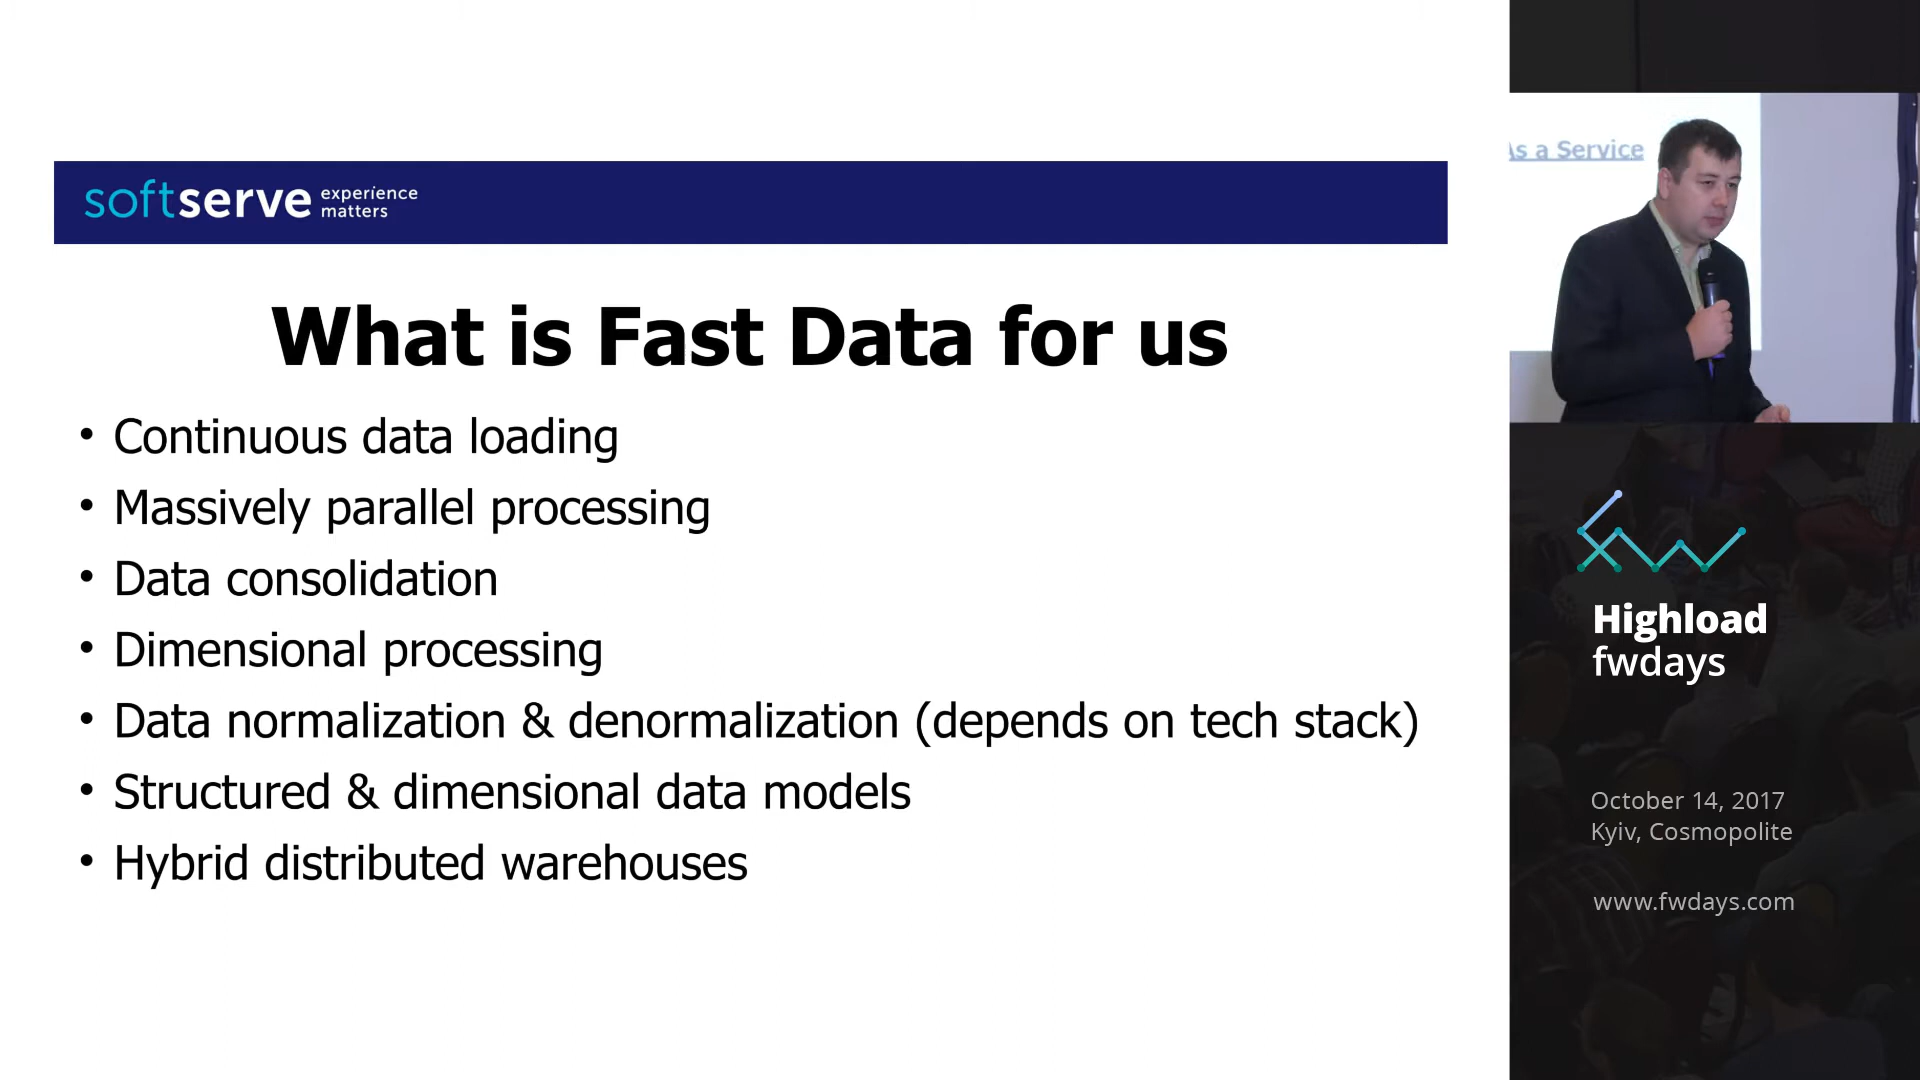 softserve experience matters
What is Fast Data for us
• Continuous data loading
• Massively parallel processing
• Data consolidation
• Dimensional processing
• Data normalization & denormalization (depends on tech stack)
• Structured & dimensional data models
• Hybrid distributed warehouses
As a Service
Highload
fwdays
October 14, 2017
Kyiv, Cosmopolite
www.fwdays.com